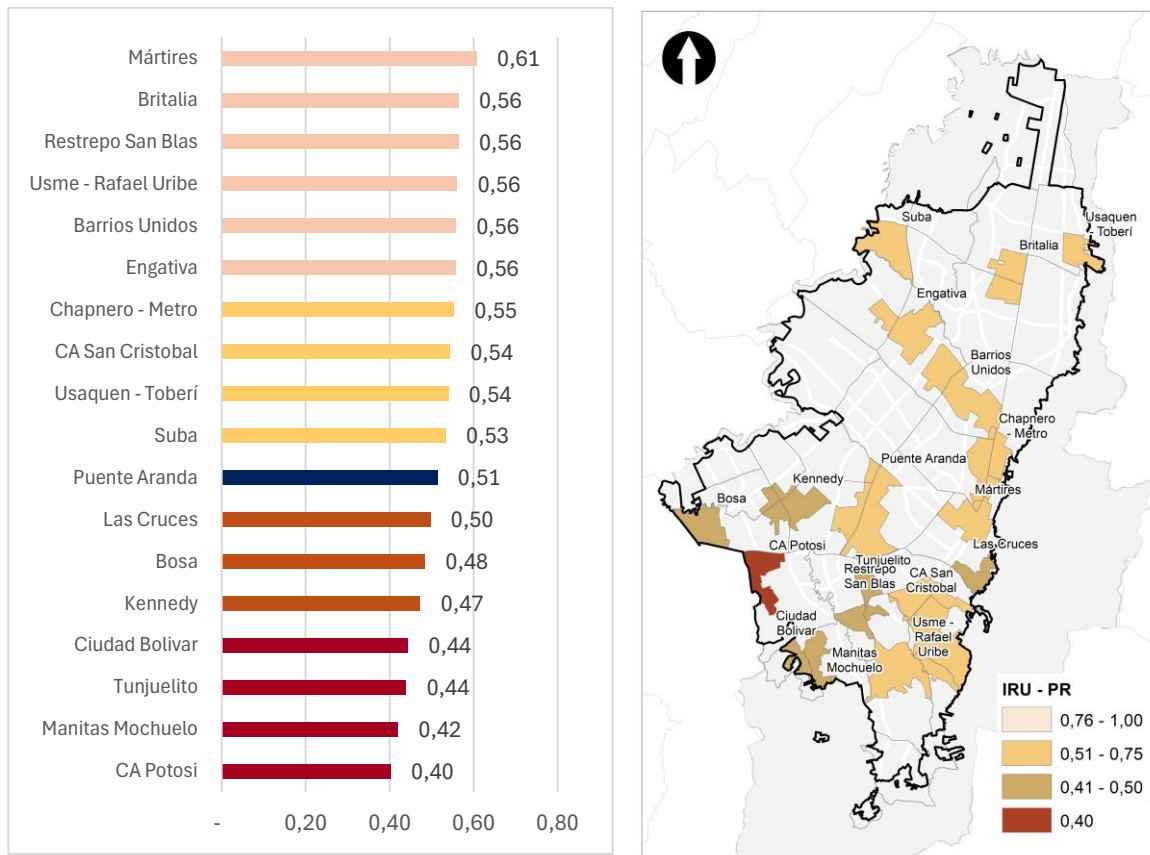 Mártires 0,61
Britalia 0,56
Restrepo San Blas 0,56
Usme - Rafael Uribe 0,56
Barrios Unidos 0,56
Engativa 0,56
Chapnero - Metro 0,55
CA San Cristobal 0,54
Usaquen - Toberí 0,54
Suba 0,53
Puente Aranda 0,51
Las Cruces 0,50
Bosa 0,48
Kennedy 0,47
Ciudad Bolivar 0,44
Tunjuelito 0,44
Manitas Mochuelo 0,42
CA Potosi 0,40
- 0,20 0,40 0,60 0,80
Suba
Usaquen
- Toberí
Britalia
Engativa
Barrios
Unidos
Chapnero
- Metro
Puente Aranda
Kennedy
Mártires
Bosa
CA Potosi
Las Cruces
Tunjuelito
Restrepo
San Blas
CA San
Cristobal
Ciudad
Bolivar
Usme -
Rafael
Uribe
Manitas
Mochuelo
IRU - PR
0,76 - 1,00
0,51 - 0,75
0,41 - 0,50
0,40